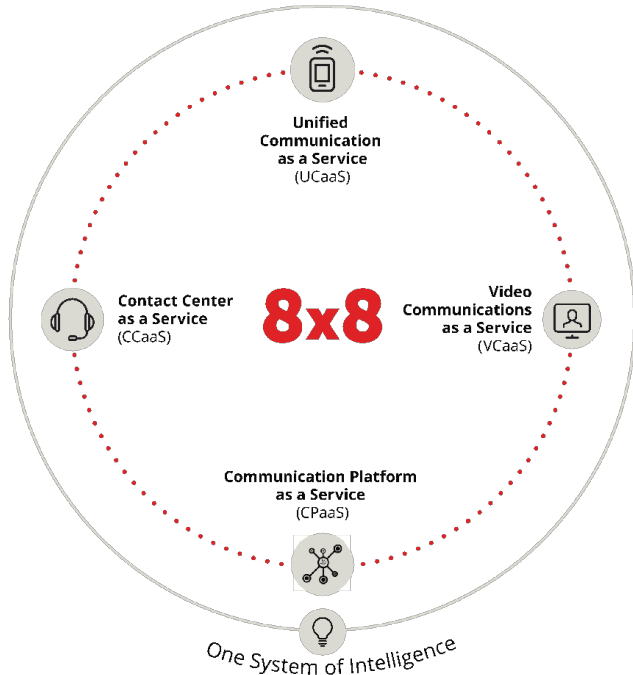 Unified
Communication
as a Service
(UCaaS)
Contact Center
as a Service
(CCaaS)
8x8
Video
Communications
as a Service
(VCaaS)
Communication Platform
as a Service
(CPaaS)
One System of Intelligence